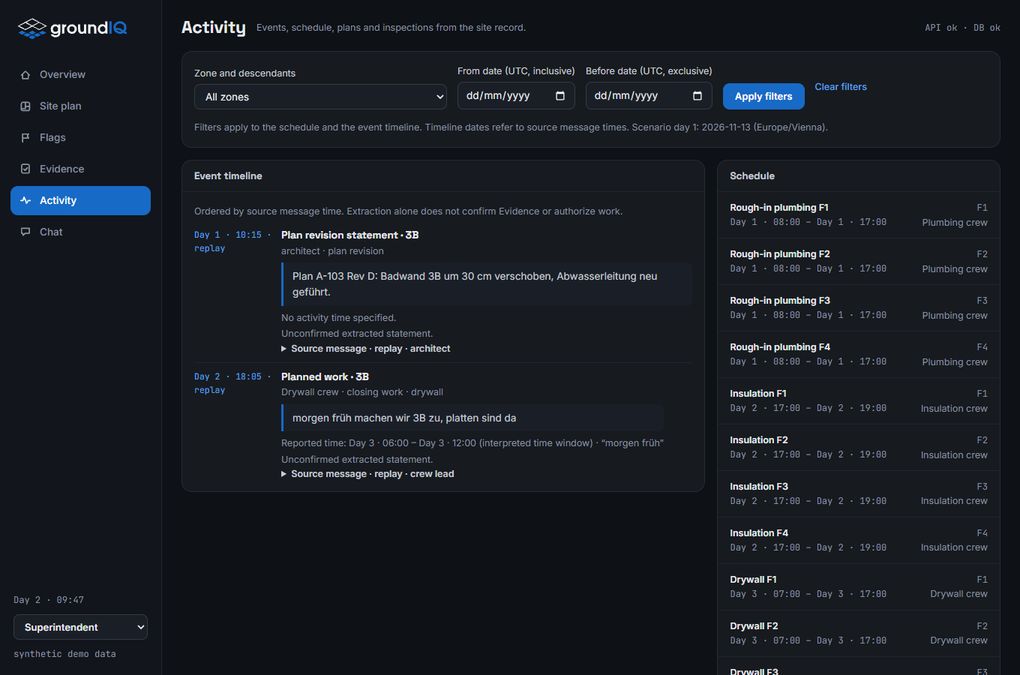 groundIQ
Overview
Site plan
Flags
Evidence
Activity
Chat
Day 2 · 09:47
Superintendent
synthetic demo data
Activity
Events, schedule, plans and inspections from the site record.
API ok · DB ok
Zone and descendants
All zones
From date (UTC, inclusive)
dd/mm/yyyy
Before date (UTC, exclusive)
dd/mm/yyyy
Apply filters
Clear filters
Filters apply to the schedule and the event timeline. Timeline dates refer to source message times. Scenario day 1: 2026-11-13 (Europe/Vienna).
Event timeline
Ordered by source message time. Extraction alone does not confirm Evidence or authorize work.
Day 1 · 10:15 ·
replay
Plan revision statement · 3B
architect · plan revision
Plan A-103 Rev D: Badwand 3B um 30 cm verschoben, Abwasserleitung neu
geführt.
No activity time specified.
Unconfirmed extracted statement.
Source message · replay · architect
Day 2 · 18:05 ·
replay
Planned work · 3B
Drywall crew · closing work · drywall
morgen früh machen wir 3B zu, platten sind da
Reported time: Day 3 · 06:00 – Day 3 · 12:00 (interpreted time window) · “morgen früh”
Unconfirmed extracted statement.
Source message · replay · crew lead
Schedule
Rough-in plumbing F1 F1
Day 1 · 08:00 – Day 1 · 17:00 Plumbing crew
Rough-in plumbing F2 F2
Day 1 · 08:00 – Day 1 · 17:00 Plumbing crew
Rough-in plumbing F3 F3
Day 1 · 08:00 – Day 1 · 17:00 Plumbing crew
Rough-in plumbing F4 F4
Day 1 · 08:00 – Day 1 · 17:00 Plumbing crew
Insulation F1 F1
Day 2 · 17:00 – Day 2 · 19:00 Insulation crew
Insulation F2 F2
Day 2 · 17:00 – Day 2 · 19:00 Insulation crew
Insulation F3 F3
Day 2 · 17:00 – Day 2 · 19:00 Insulation crew
Insulation F4 F4
Day 2 · 17:00 – Day 2 · 19:00 Insulation crew
Drywall F1 F1
Day 3 · 07:00 – Day 3 · 17:00 Drywall crew
Drywall F2 F2
Day 3 · 07:00 – Day 3 · 17:00 Drywall crew
Drywall F3 F3